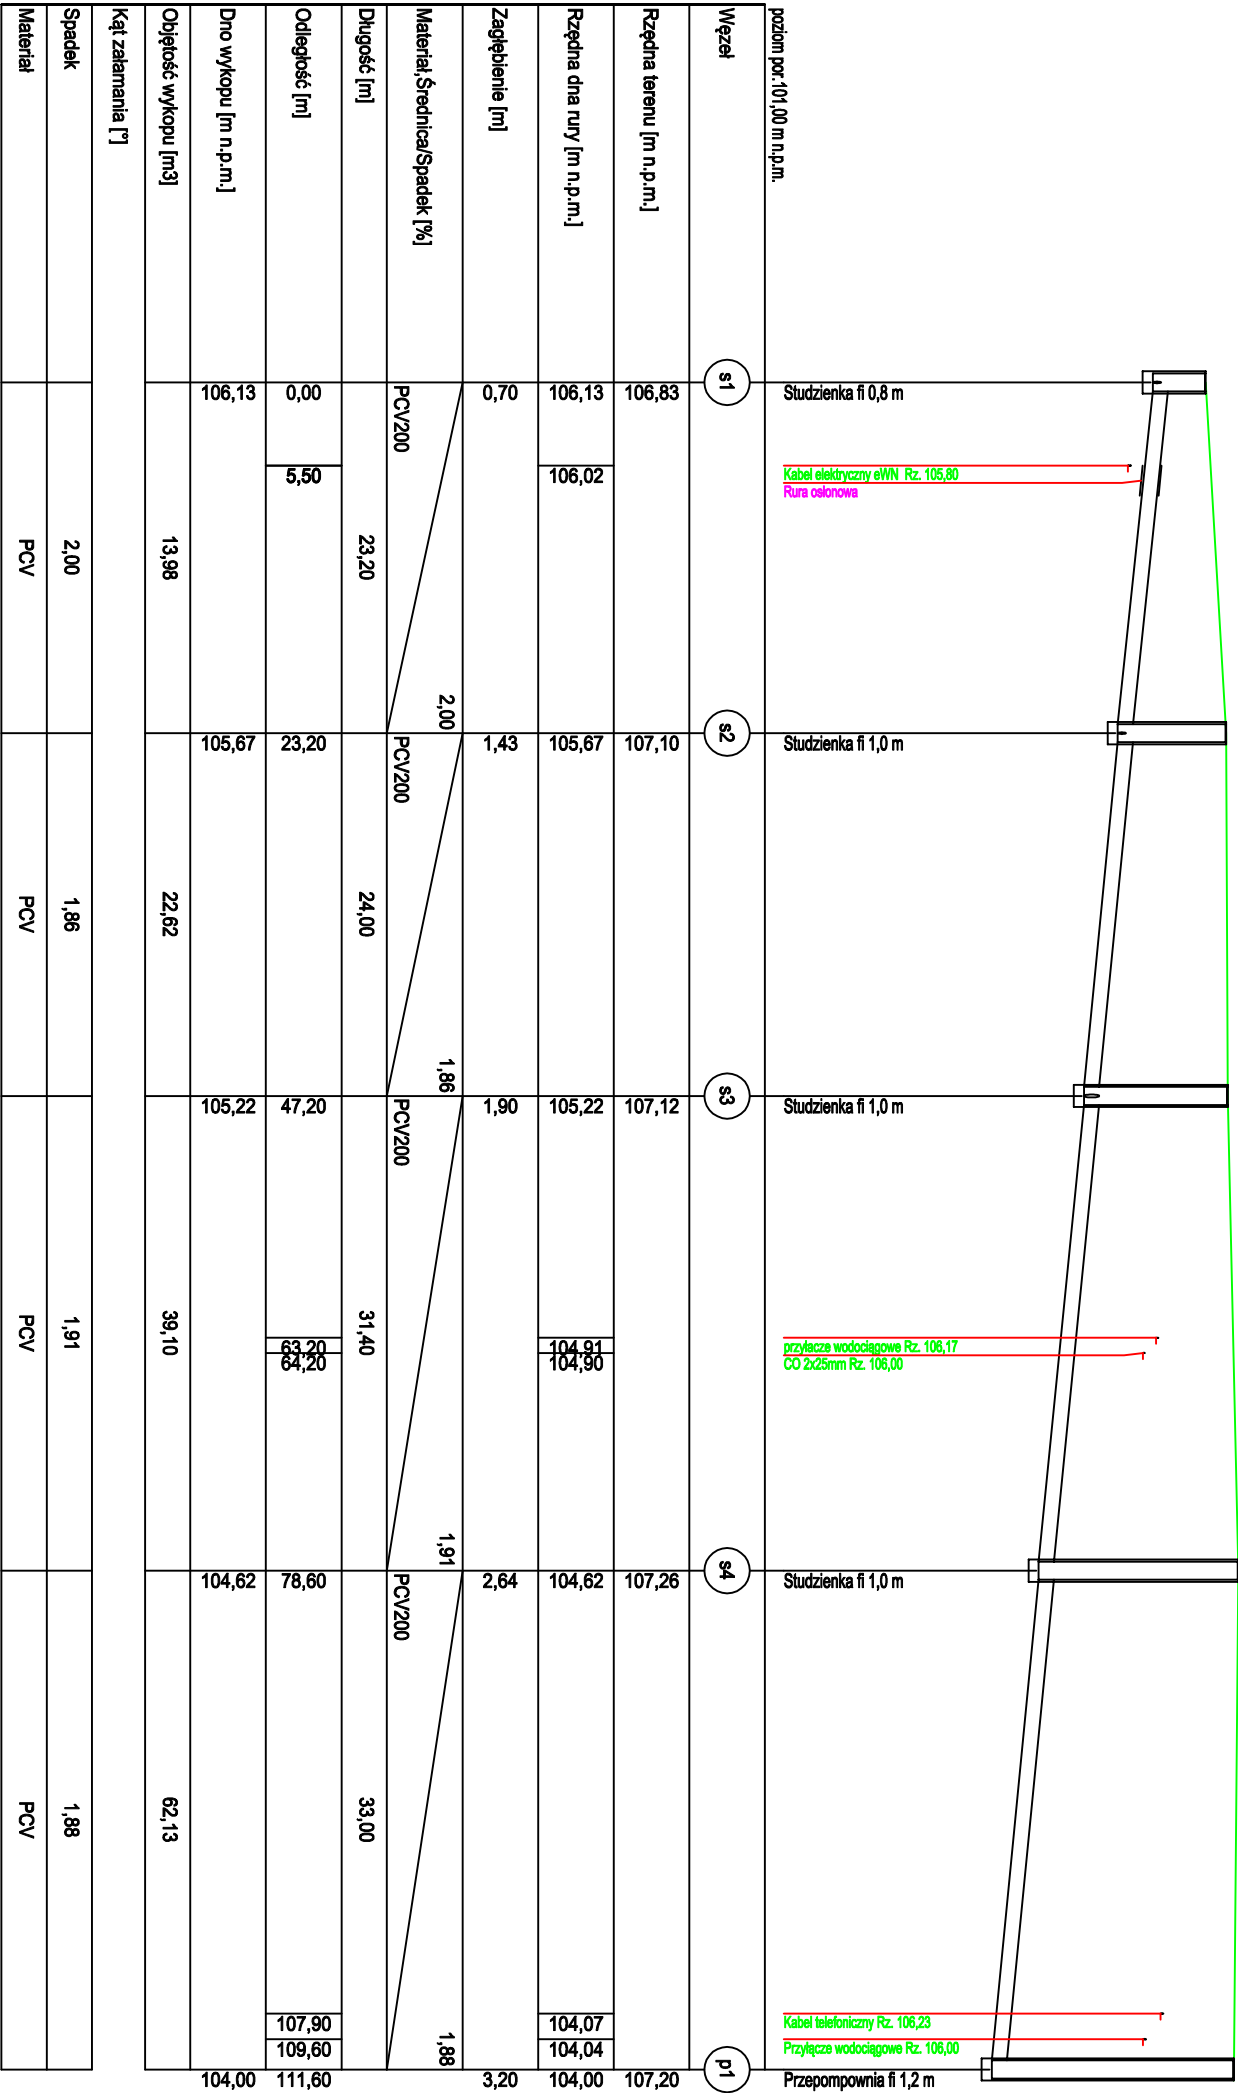 poziom por.101,00 m n.p.m.
Studzienka fi 0,8 m
Kabel elektryczny eWN Rz. 105,80
Rura osłonowa
Studzienka fi 1,0 m
Studzienka fi 1,0 m
przyłacze wodociągowe Rz. 106,17
CO 2x25mm Rz. 106,00
Studzienka fi 1,0 m
Kabel telefoniczny Rz. 106,23
Przyłącze wodociągowe Rz. 106,00
Przepompownia fi 1,2 m
Węzeł s1 s2 s3 s4 p1
Rzędna terenu [m n.p.m.] 106,83 107,10 107,12 107,26 107,20
Rzędna dna rury [m n.p.m.] 106,13 106,02 105,67 105,22 104,91 104,90 104,62 104,07 104,04 104,00
Zagłębienie [m] 0,70 1,43 1,90 2,64 3,20
Materiał,Średnica/Spadek [%] PCV200 2,00 PCV200 1,86 PCV200 1,91 PCV200 1,88
Długość [m] 23,20 24,00 31,40 33,00
Odległość [m] 0,00 5,50 23,20 47,20 63,20 64,20 78,60 107,90 109,60 111,60
Dno wykopu [m n.p.m.] 106,13 105,67 105,22 104,62 104,00
Objętość wykopu [m3] 13,98 22,62 39,10 62,13
Kąt załamania [°]
Spadek 2,00 1,86 1,91 1,88
Materiał PCV PCV PCV PCV